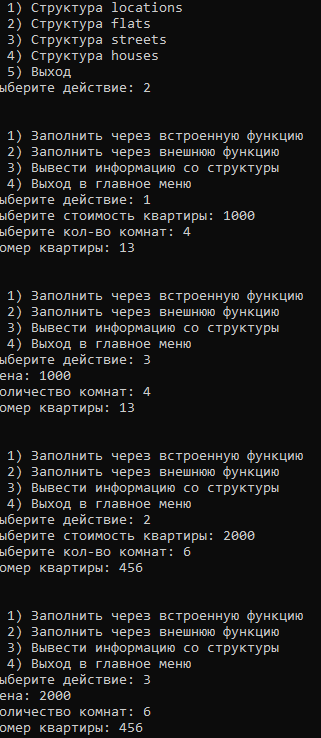 1) Структура locations
2) Структура flats
3) Структура streets
4) Структура houses
5) Выход
ыберите действие: 2
1) Заполнить через встроенную функцию
2) Заполнить через внешнюю функцию
3) Вывести информацию со структуры
4) Выход в главное меню
ыберите действие: 1
ыберите стоимость квартиры: 1000
ыберите кол-во комнат: 4
омер квартиры: 13
1) Заполнить через встроенную функцию
2) Заполнить через внешнюю функцию
3) Вывести информацию со структуры
4) Выход в главное меню
ыберите действие: 3
ена: 1000
оличество комнат: 4
омер квартиры: 13
1) Заполнить через встроенную функцию
2) Заполнить через внешнюю функцию
3) Вывести информацию со структуры
4) Выход в главное меню
ыберите действие: 2
ыберите стоимость квартиры: 2000
ыберите кол-во комнат: 6
омер квартиры: 456
1) Заполнить через встроенную функцию
2) Заполнить через внешнюю функцию
3) Вывести информацию со структуры
4) Выход в главное меню
ыберите действие: 3
ена: 2000
оличество комнат: 6
омер квартиры: 456